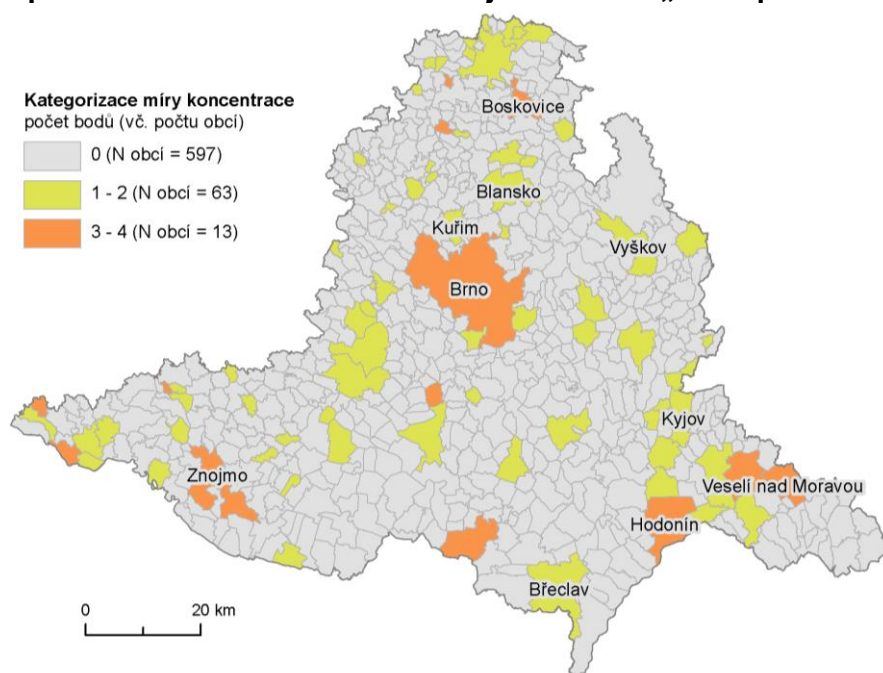 Kategorizace míry koncentrace
počet bodů (vč. počtu obcí)
0 (N obcí = 597)
1 - 2 (N obcí = 63)
3 - 4 (N obcí = 13)
Boskovice
Blansko
Kuřim
Vyškov
Brno
Kyjov
Znojmo
Veselí nad Moravou
Hodonín
Břeclav
0 20 km